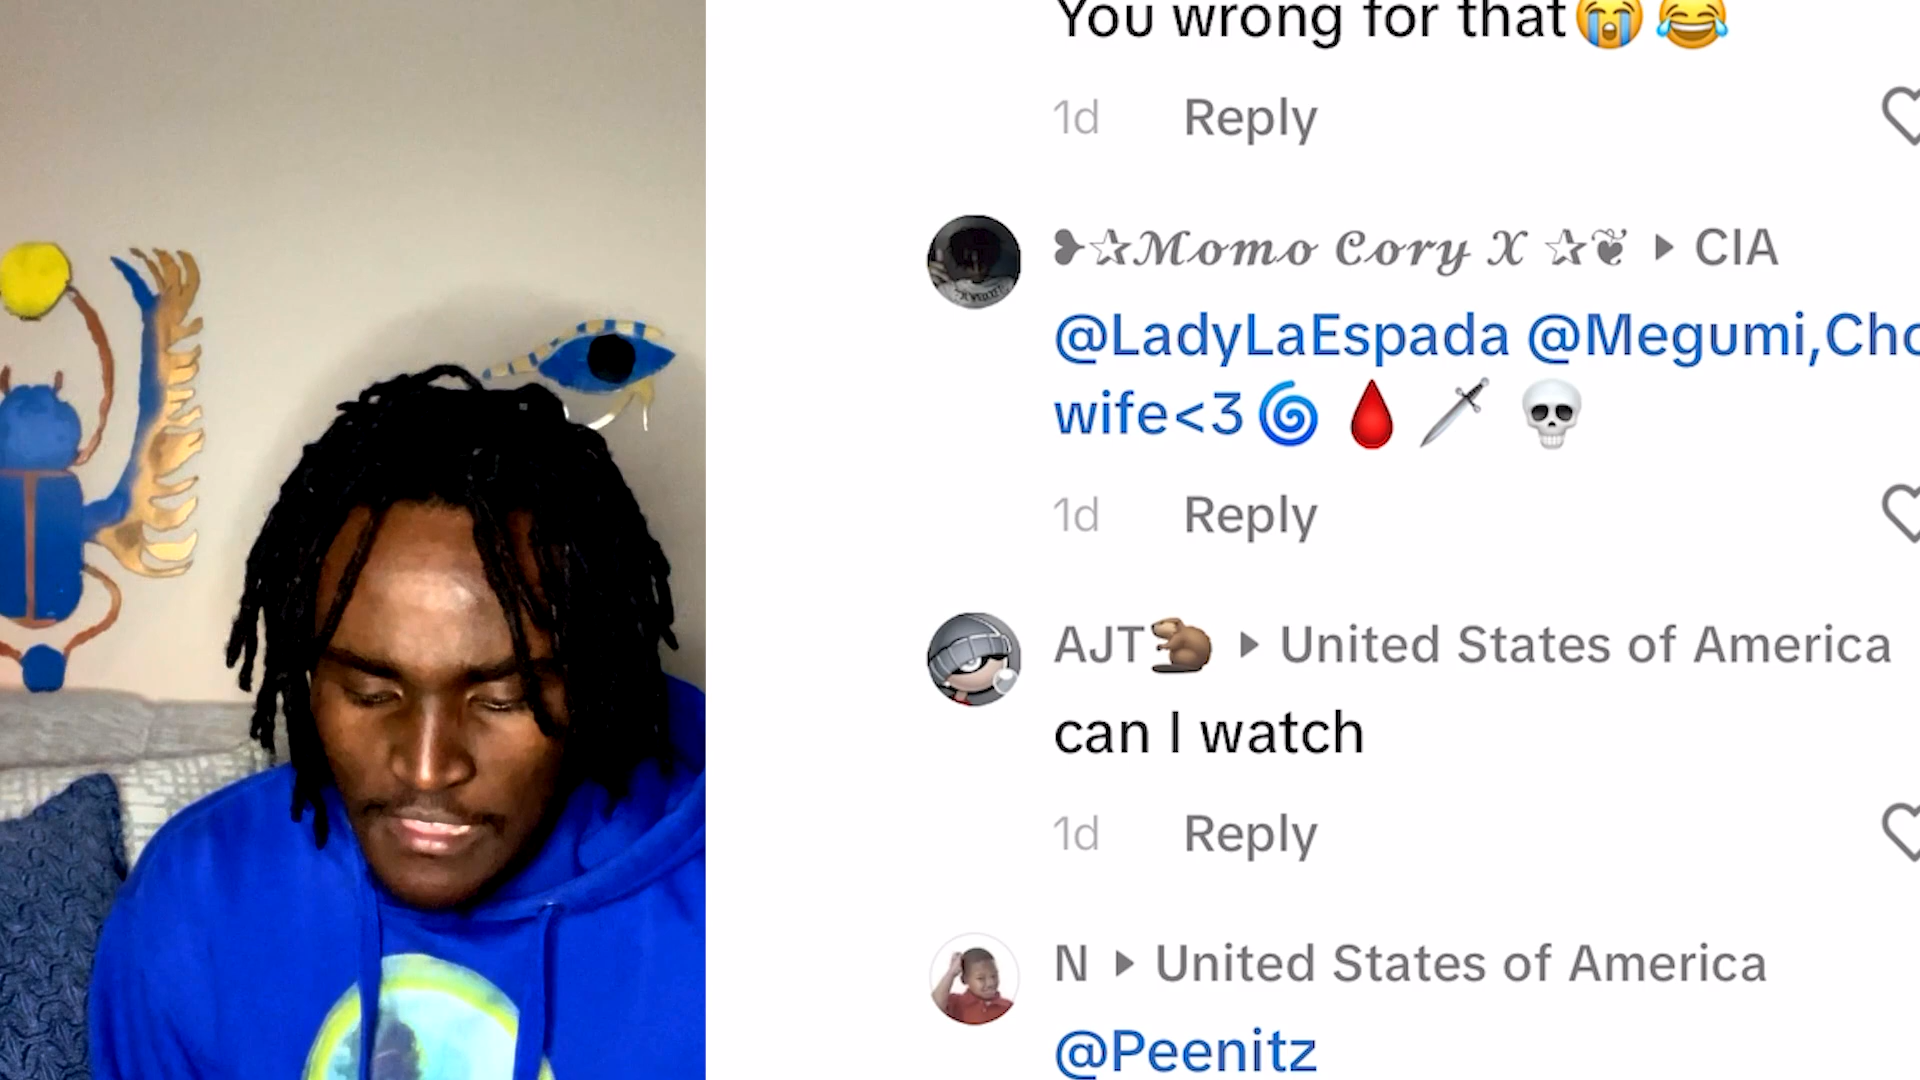 You wrong for that😭😂
1d Reply
❥☆𝓜𝓸𝓶𝓸 𝓒𝓸𝓻𝔂 𝓧 ☆❦ ▸ CIA
@LadyLaEspada @Megumi,Cho
wife<3🌀🩸🗡️💀
1d Reply
AJT🦫 ▸ United States of America
can I watch
1d Reply
N ▸ United States of America
@Peenitz